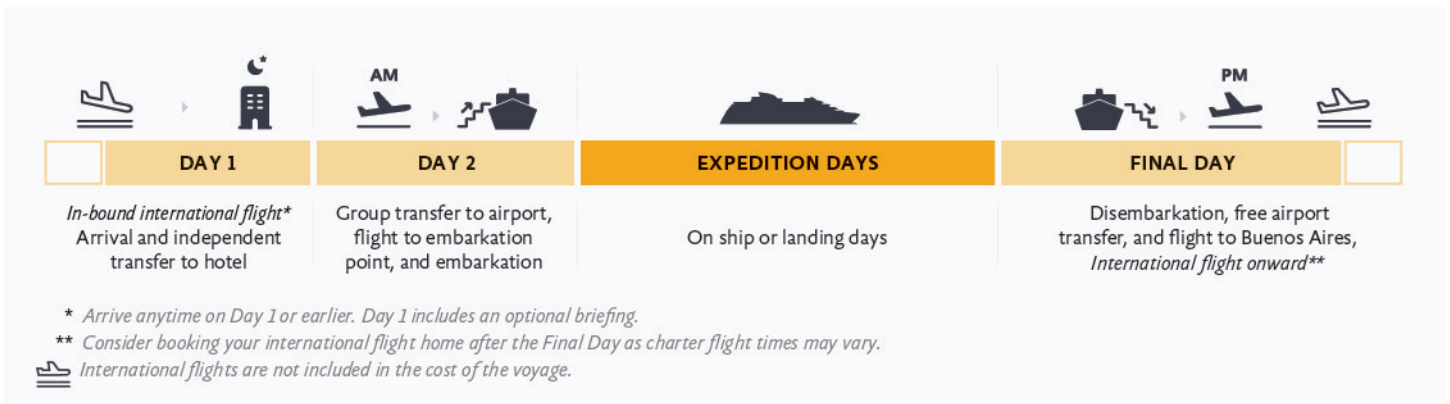 AM
PM
DAY 1
DAY 2
EXPEDITION DAYS
FINAL DAY
In-bound international flight*
Arrival and independent
transfer to hotel
Group transfer to airport,
flight to embarkation
point, and embarkation
On ship or landing days
Disembarkation, free airport
transfer, and flight to Buenos Aires,
International flight onward**
* Arrive anytime on Day 1 or earlier. Day 1 includes an optional briefing.
** Consider booking your international flight home after the Final Day as charter flight times may vary.
International flights are not included in the cost of the voyage.